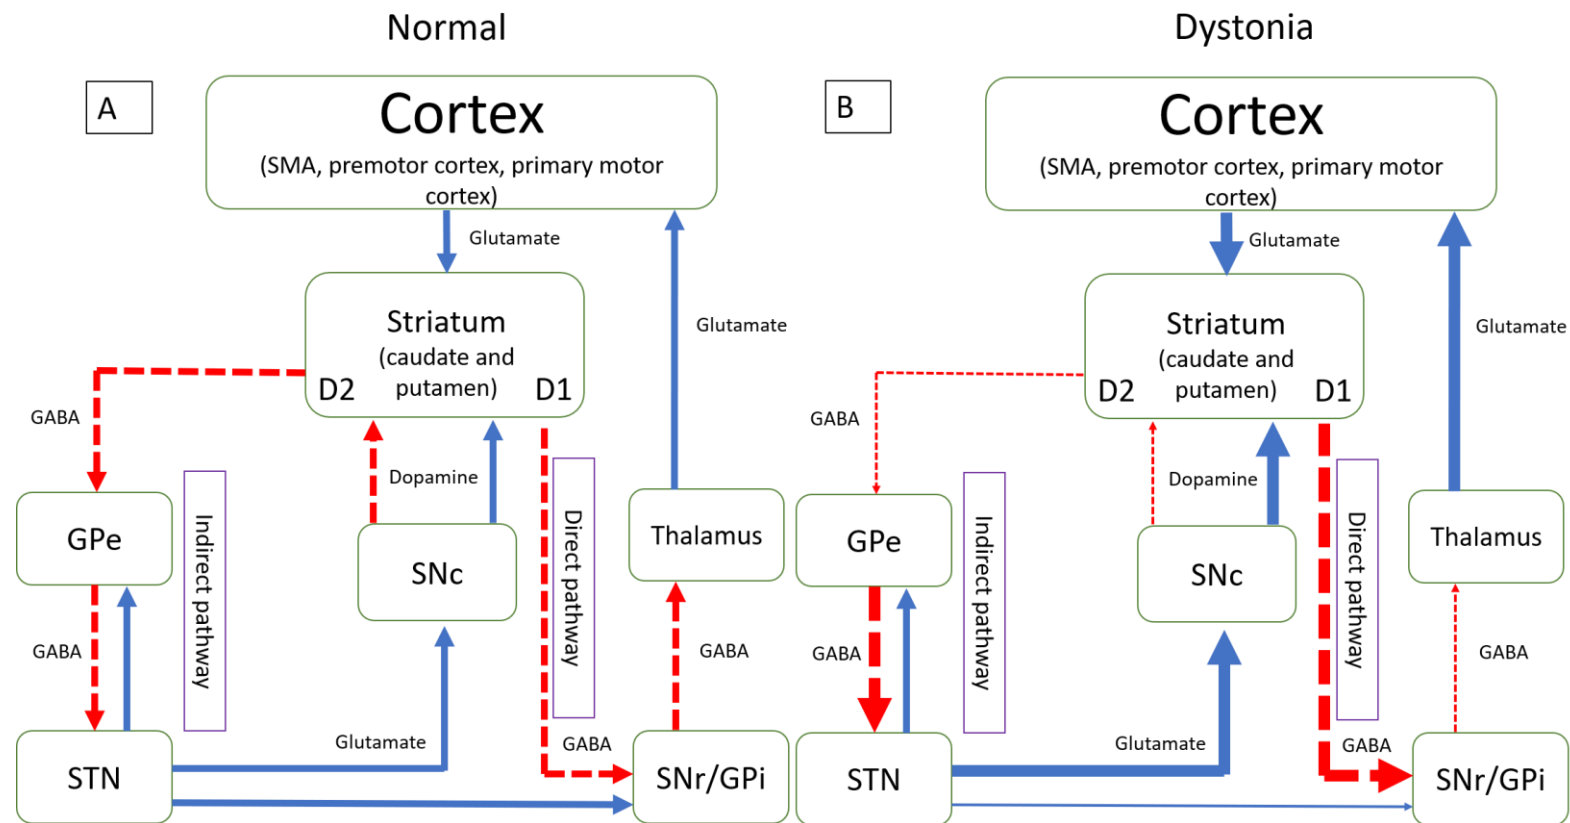 Normal
A
Cortex
(SMA, premotor cortex, primary motor
cortex)
Glutamate
Striatum
(caudate and
putamen)
D2
D1
Glutamate
GABA
Dopamine
GPe
Indirect pathway
SNc
Direct pathway
Thalamus
GABA
GABA
Glutamate
GABA
STN
SNr/GPi
Dystonia
B
Cortex
(SMA, premotor cortex, primary motor
cortex)
Glutamate
Striatum
(caudate and
putamen)
D2
D1
Glutamate
GABA
Dopamine
GPe
Indirect pathway
SNc
Direct pathway
Thalamus
GABA
GABA
Glutamate
GABA
STN
SNr/GPi